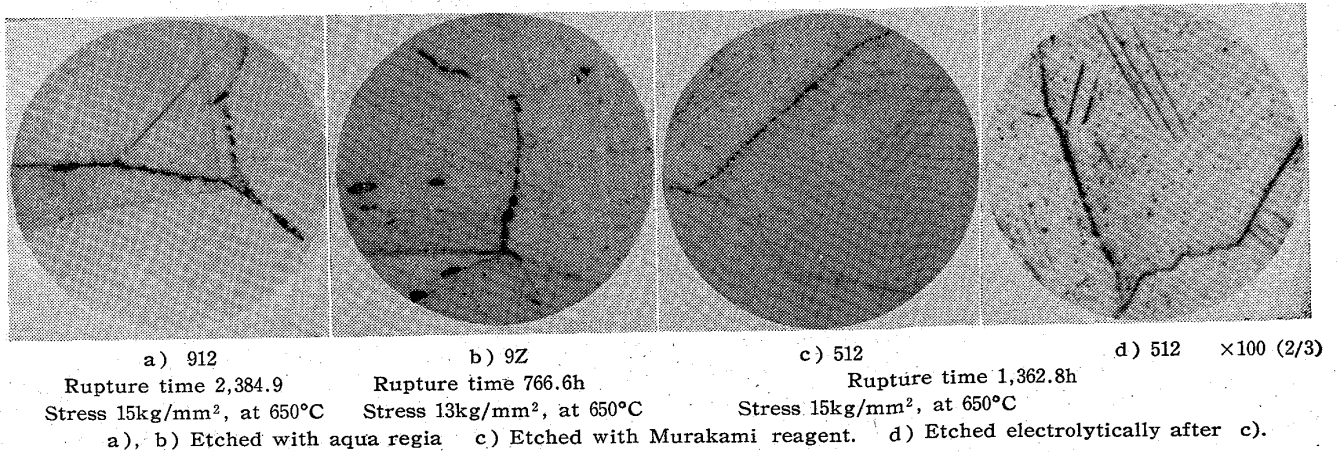 a) 912 b) 9Z c) 512 d) 512 ×100 (2/3)
Rupture time 2,384.9 Rupture time 766.6h Rupture time 1,362.8h
Stress 15kg/mm², at 650°C Stress 13kg/mm², at 650°C Stress 15kg/mm², at 650°C
a), b) Etched with aqua regia c) Etched with Murakami reagent. d) Etched electrolytically after c).